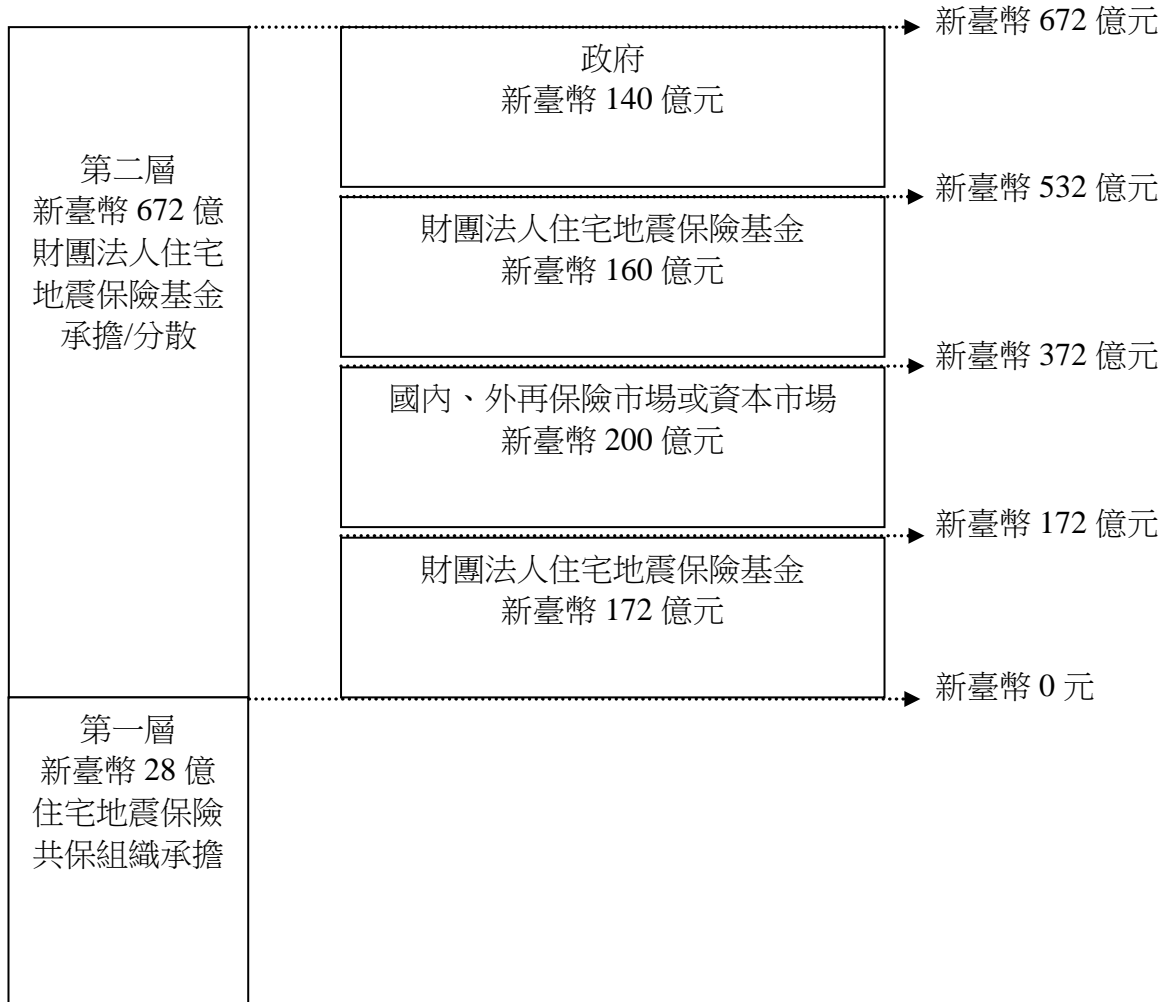 新臺幣 672 億元
政府
新臺幣 140 億元
第二層
新臺幣 672 億
財團法人住宅
地震保險基金
承擔/分散
新臺幣 532 億元
財團法人住宅地震保險基金
新臺幣 160 億元
新臺幣 372 億元
國內、外再保險市場或資本市場
新臺幣 200 億元
新臺幣 172 億元
財團法人住宅地震保險基金
新臺幣 172 億元
新臺幣 0 元
第一層
新臺幣 28 億
住宅地震保險
共保組織承擔